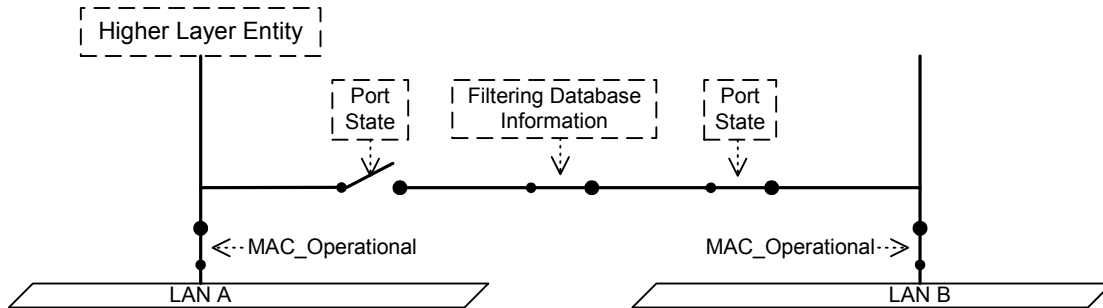 Higher Layer Entity
Port
State
Filtering Database
Information
Port
State
MAC_Operational
MAC_Operational
LAN A
LAN B